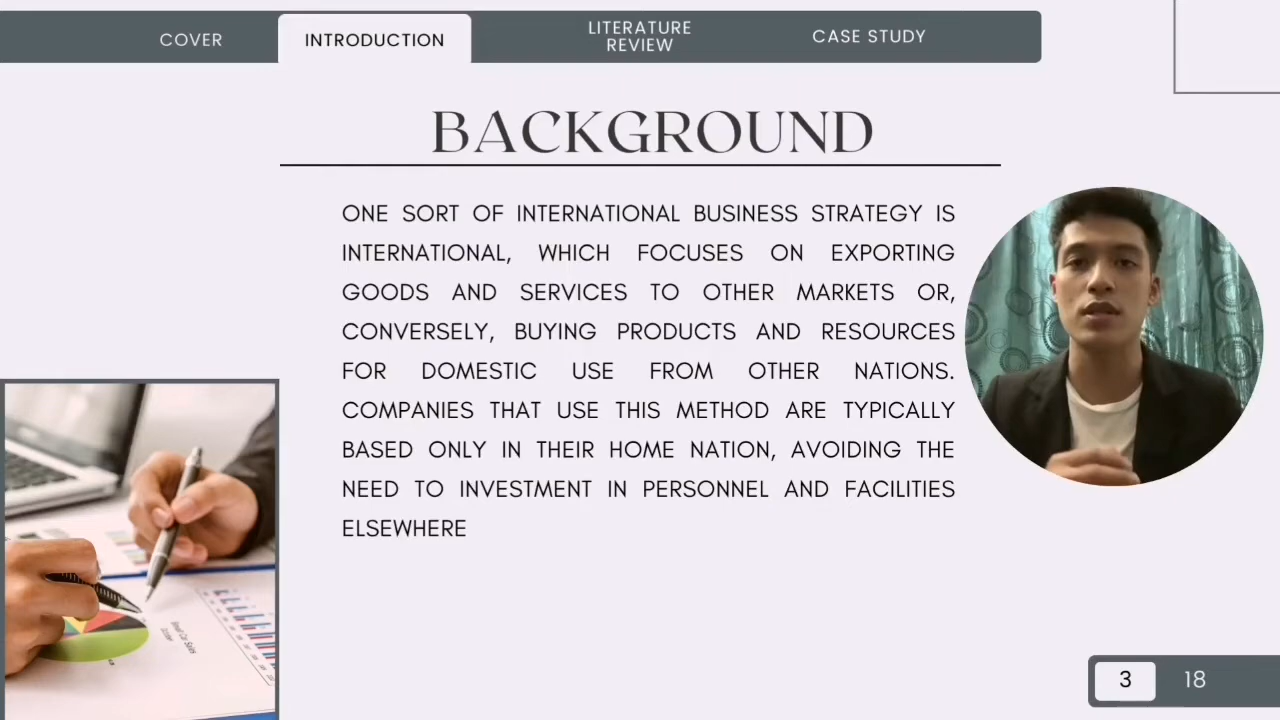 COVER
INTRODUCTION
LITERATURE
REVIEW
CASE STUDY
BACKGROUND
ONE SORT OF INTERNATIONAL BUSINESS STRATEGY IS
INTERNATIONAL, WHICH FOCUSES ON EXPORTING
GOODS AND SERVICES TO OTHER MARKETS OR,
CONVERSELY, BUYING PRODUCTS AND RESOURCES
FOR DOMESTIC USE FROM OTHER NATIONS.
COMPANIES THAT USE THIS METHOD ARE TYPICALLY
BASED ONLY IN THEIR HOME NATION, AVOIDING THE
NEED TO INVESTMENT IN PERSONNEL AND FACILITIES
ELSEWHERE
3
18